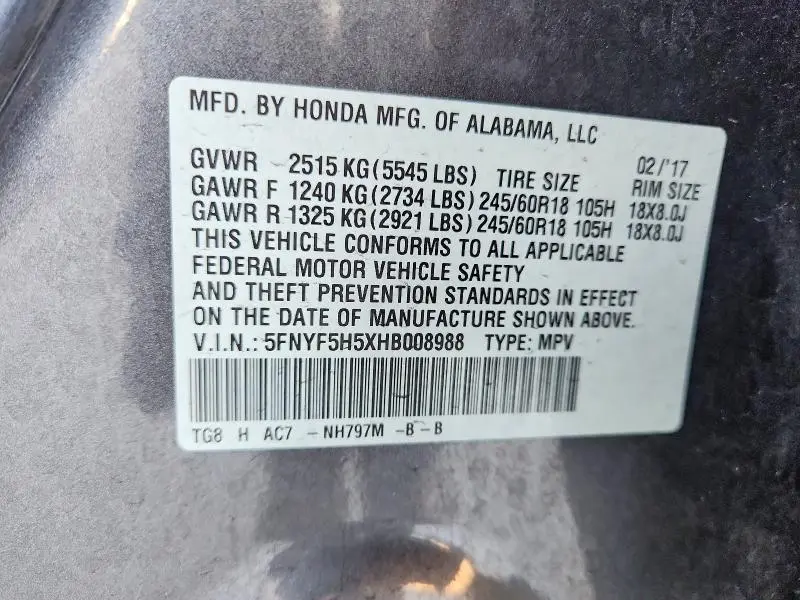 MFD. BY HONDA MFG. OF ALABAMA, LLC
GVWR 2515 KG (5545 LBS) TIRE SIZE 02/'17 RIM SIZE
GAWR F 1240 KG (2734 LBS) 245/60R18 105H 18X8.0J
GAWR R 1325 KG (2921 LBS) 245/60R18 105H 18X8.0J
THIS VEHICLE CONFORMS TO ALL APPLICABLE
FEDERAL MOTOR VEHICLE SAFETY
AND THEFT PREVENTION STANDARDS IN EFFECT
ON THE DATE OF MANUFACTURE SHOWN ABOVE.
V.I.N.: 5FNYF5H5XHB008988 TYPE: MPV
TG8 H AC7 -NH797M -B-B